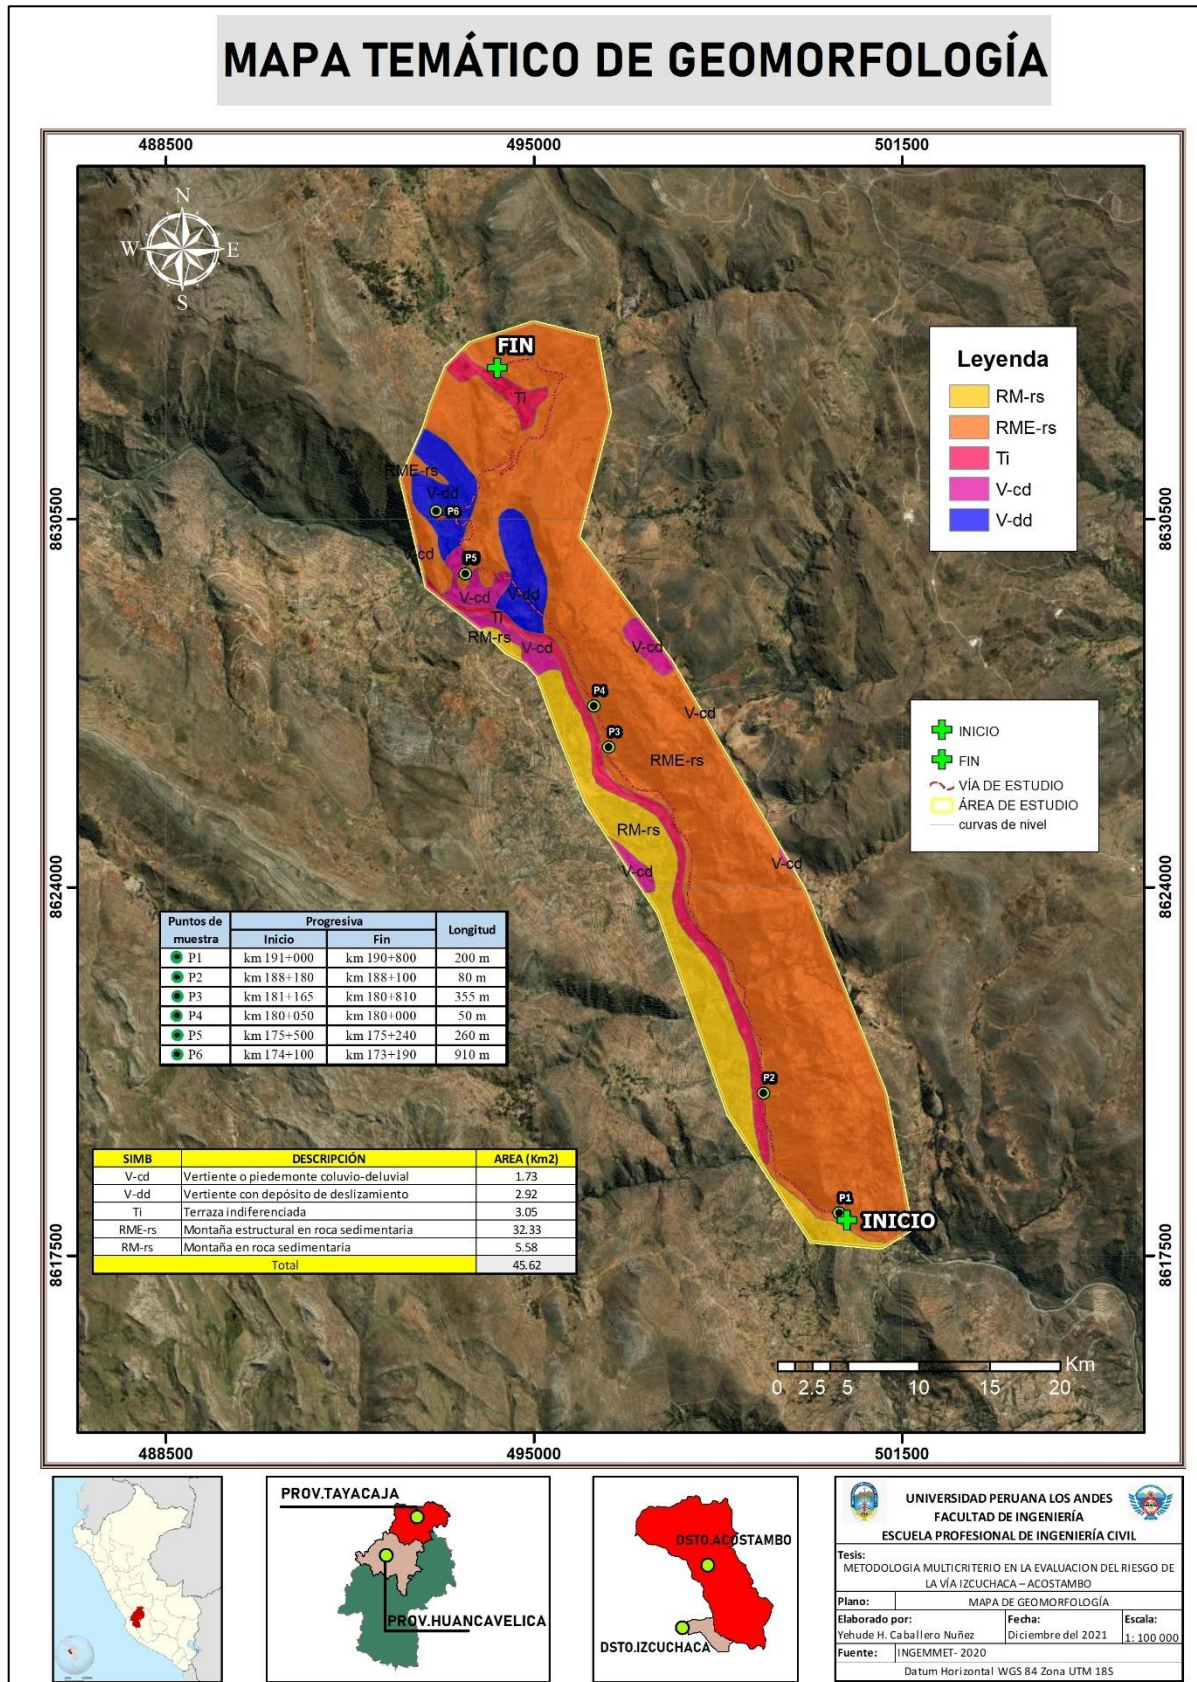 MAPA TEMÁTICO DE GEOMORFOLOGÍA
488500 495000 501500
N
W E
S
FIN
Ti
Leyenda
RM-rs
RME-rs
Ti
V-cd
V-dd
RME-rs
V-dd
P6
8630500 8630500
V-cd
P5
V-cd
V-dd
Ti
RM-rs
V-cd
V-cd
P4
V-cd
P3
RME-rs
INICIO
FIN
VÍA DE ESTUDIO
ÁREA DE ESTUDIO
curvas de nivel
RM-rs
V-cd
V-cd
8624000 8624000
Puntos de muestra Progresiva Longitud
Inicio Fin
P1 km 191+000 km 190+800 200 m
P2 km 188+180 km 188+100 80 m
P3 km 181+165 km 180+810 355 m
P4 km 180+050 km 180+000 50 m
P5 km 175+500 km 175+240 260 m
P6 km 174+100 km 173+190 910 m
P2
SIMB DESCRIPCIÓN AREA (Km2)
V-cd Vertiente o piedemonte coluvio-deluvial 1.73
V-dd Vertiente con depósito de deslizamiento 2.92
Ti Terraza indiferenciada 3.05
RME-rs Montaña estructural en roca sedimentaria 32.33
RM-rs Montaña en roca sedimentaria 5.58
Total 45.62
P1
INICIO
8617500 8617500
Km
0 2.5 5 10 15 20
488500 495000 501500
PROV.TAYACAJA
PROV.HUANCAVELICA
DSTO.ACOSTAMBO
DSTO.IZCUCHACA
UNIVERSIDAD PERUANA LOS ANDES
FACULTAD DE INGENIERÍA
ESCUELA PROFESIONAL DE INGENIERÍA CIVIL
Tesis:
METODOLOGIA MULTICRITERIO EN LA EVALUACION DEL RIESGO DE
LA VÍA IZCUCHACA – ACOSTAMBO
Plano: MAPA DE GEOMORFOLOGÍA
Elaborado por: Fecha: Escala:
Yehude H. Caballero Nuñez Diciembre del 2021 1: 100 000
Fuente: INGEMMET- 2020
Datum Horizontal WGS 84 Zona UTM 18S